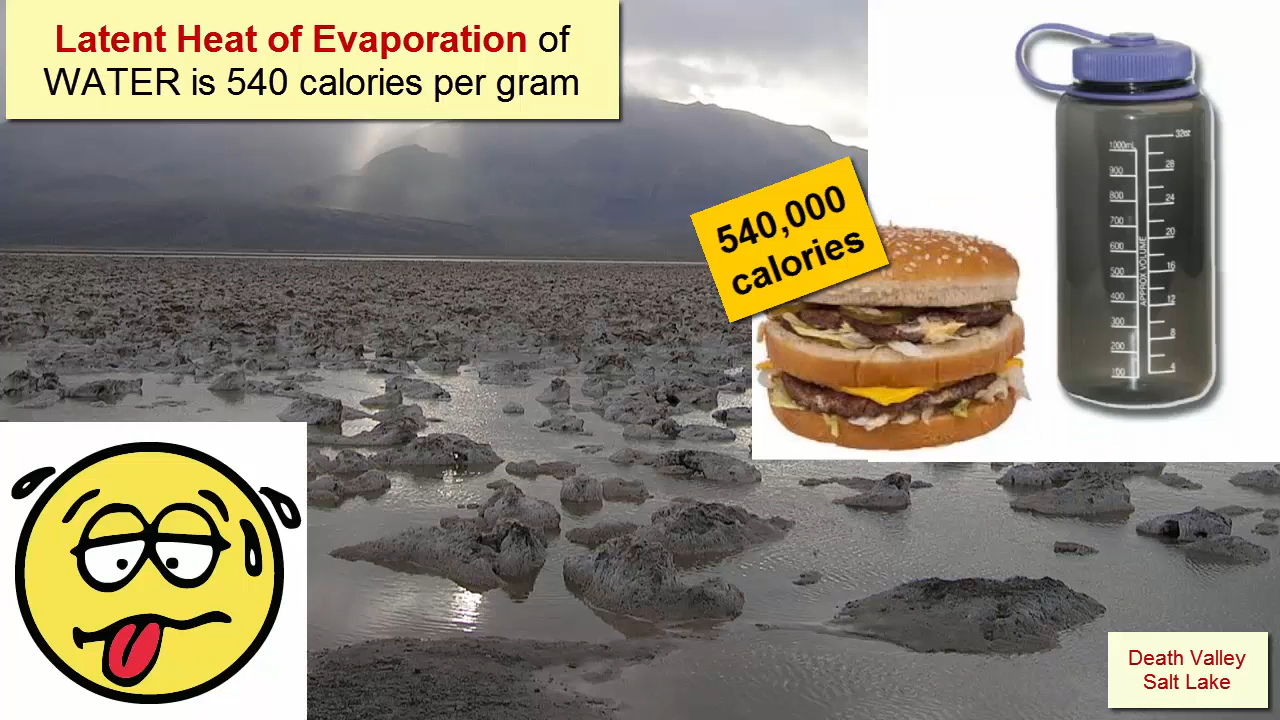 Latent Heat of Evaporation of
WATER is 540 calories per gram
540,000
calories
32oz
1000mL
28
900
24
800
700
20
600
16
500
12
400
300
8
200
4
100
APPROX VOLUME
Death Valley
Salt Lake